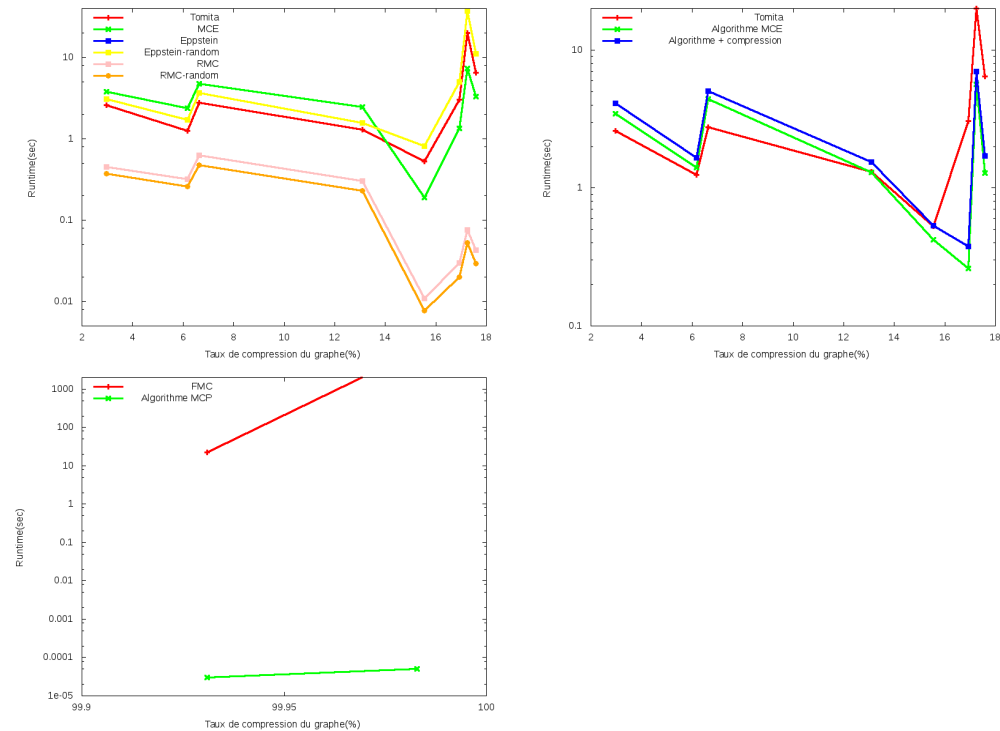 Tomita
MCE
Eppstein
Eppstein-random
RMC
RMC-random
10
1
0.1
0.01
Runtime(sec)
2 4 6 8 10 12 14 16 18
Taux de compression du graphe(%)
Tomita
Algorithme MCE
Algorithme + compression
10
1
0.1
Runtime(sec)
2 4 6 8 10 12 14 16 18
Taux de compression du graphe(%)
FMC
Algorithme MCP
1000
100
10
1
0.1
0.01
0.001
0.0001
1e-05
Runtime(sec)
99.9 99.95 100
Taux de compression du graphe(%)